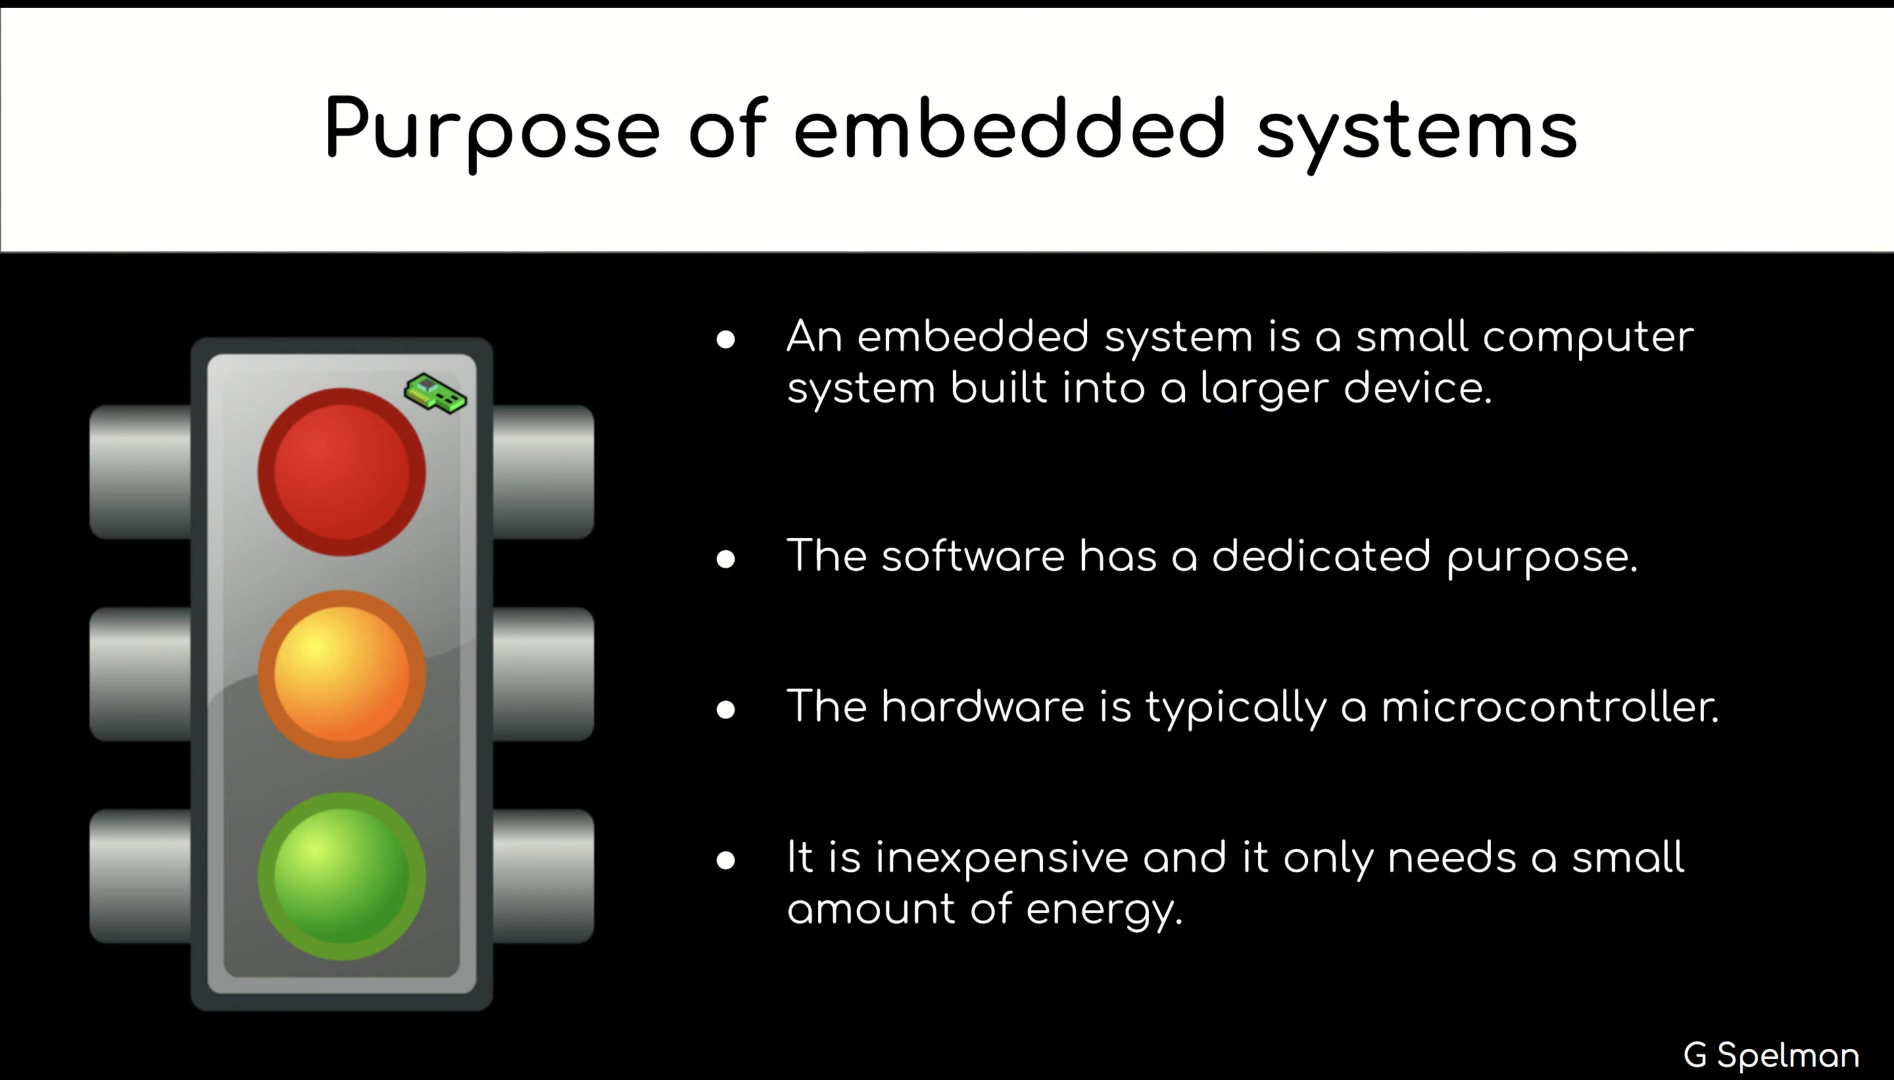 Purpose of embedded systems
● An embedded system is a small computer
system built into a larger device.
● The software has a dedicated purpose.
● The hardware is typically a microcontroller.
● It is inexpensive and it only needs a small
amount of energy.
G Spelman